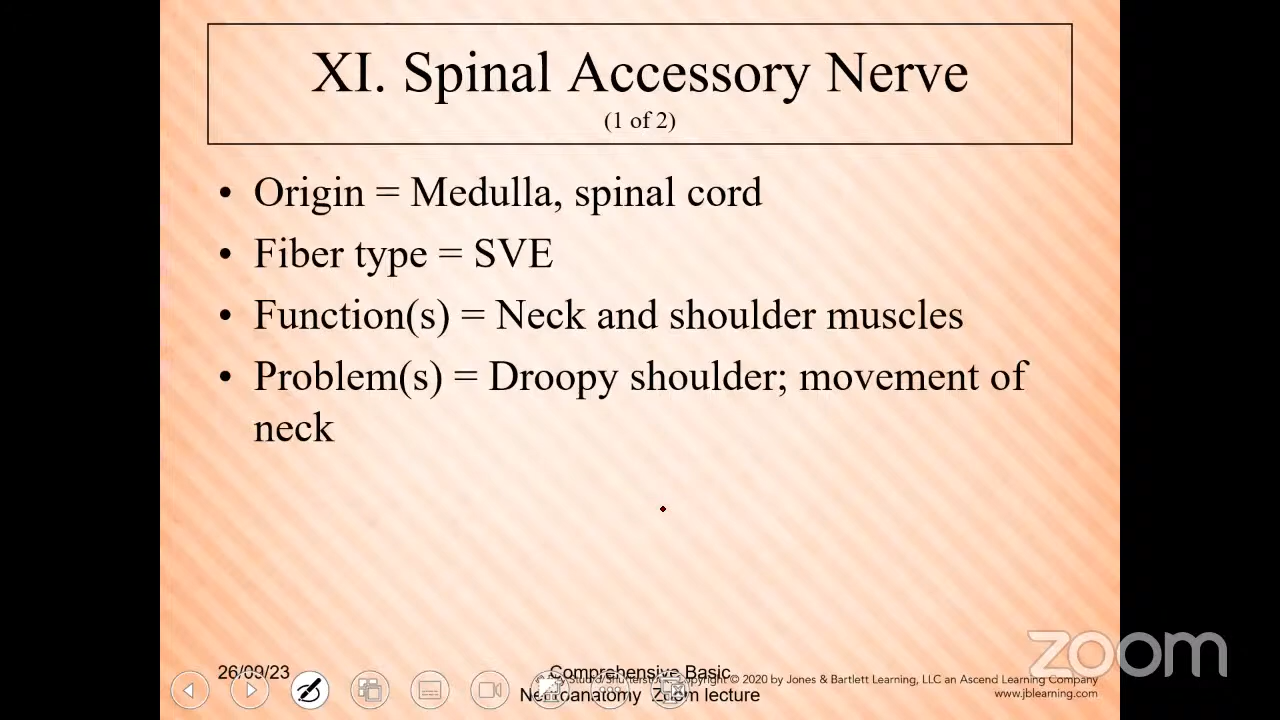 XI. Spinal Accessory Nerve
(1 of 2)
• Origin = Medulla, spinal cord
• Fiber type = SVE
• Function(s) = Neck and shoulder muscles
• Problem(s) = Droopy shoulder; movement of
neck
zoom
26/09/23
Comprehensive Basic
Neuroanatomy Zoom lecture
Copyright © 2020 by Jones & Bartlett Learning, LLC an Ascend Learning Company
www.jblearning.com